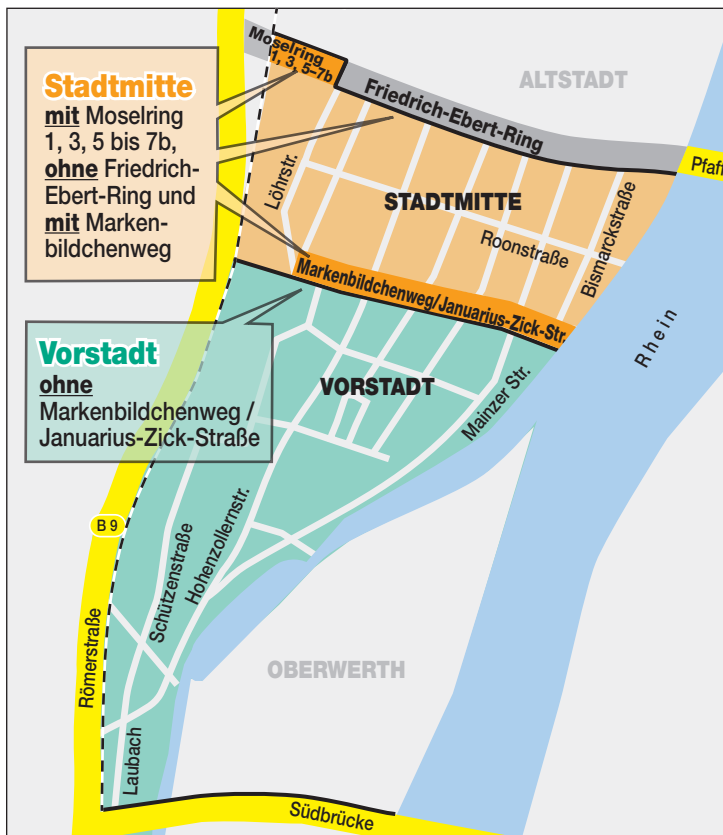 Moselring
1, 3, 5–7b
Stadtmitte
mit Moselring
1, 3, 5 bis 7b,
ohne Friedrich-
Ebert-Ring und
mit Marken-
bildchenweg
Friedrich-Ebert-Ring
ALTSTADT
Pfaff
Löhrstr.
STADTMITTE
Roonstraße
Bismarckstraße
Markenbildchenweg/Januarius-Zick-Str.
Rhein
Vorstadt
ohne
Markenbildchenweg /
Januarius-Zick-Straße
VORSTADT
Mainzer Str.
B 9
Schützenstraße
Hohenzollernstr.
Römerstraße
OBERWERTH
Laubach
Südbrücke